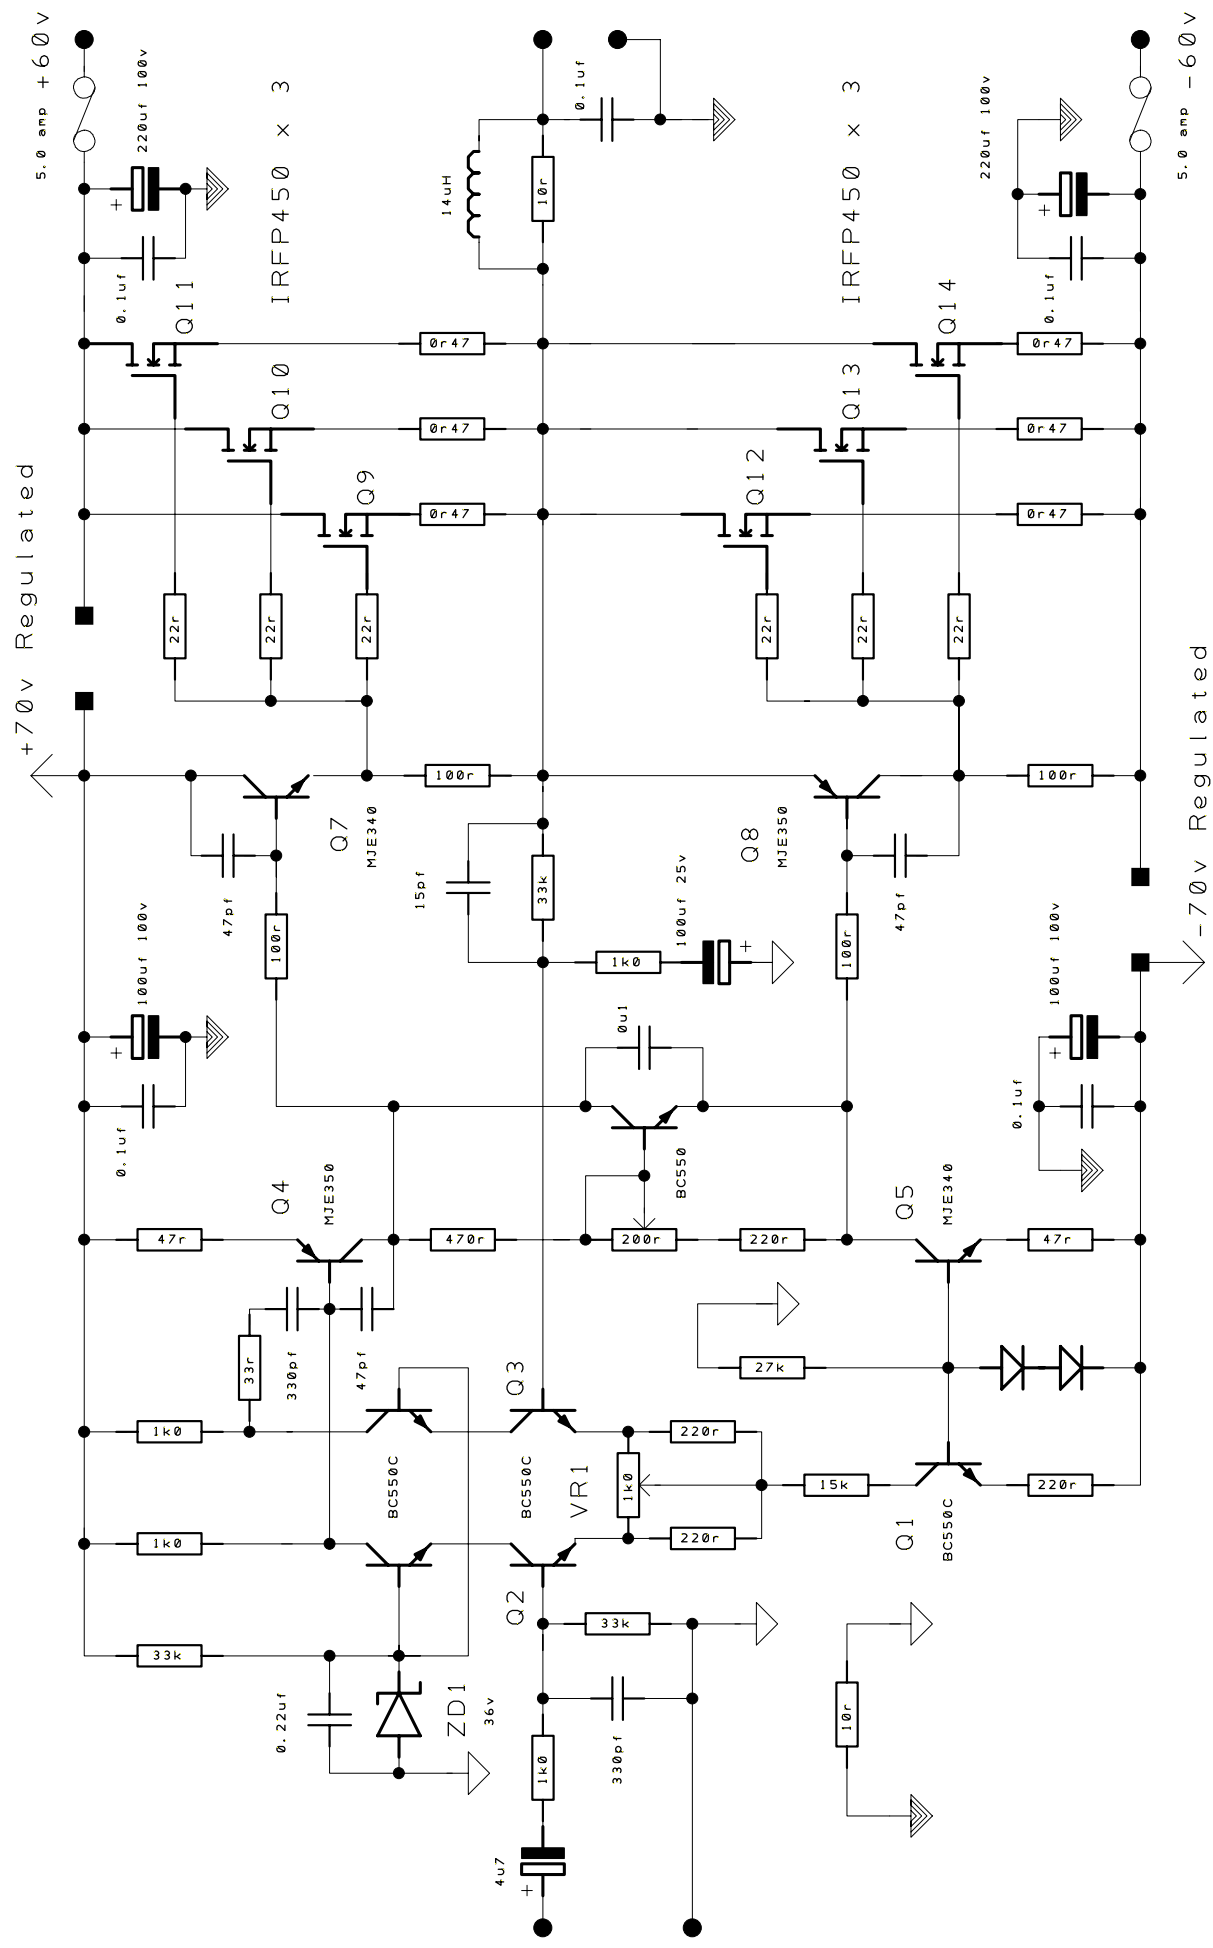 5.0 amp +60v
220uf 100v
IRFP450 x 3
0.1uf
0.1uf
14uH
10r
220uf 100v
IRFP450 x 3
0.1uf
5.0 amp -60v
Q11
Q10
Q9
0r47
0r47
0r47
Q14
Q13
Q12
0r47
0r47
0r47
+70v Regulated
22r
22r
22r
22r
22r
22r
-70v Regulated
100r
100r
Q7
MJE340
47pf
100r
15pf
33k
100uf 25v
1k0
Q8
MJE350
47pf
100r
100uf 100v
0.1uf
0u1
BC550
100uf 100v
0.1uf
47r
Q4
MJE350
470r
200r
220r
Q5
MJE340
47r
33r
330pf
47pf
27k
1k0
BC550C
Q3
BC550C
VR1
1k0
220r
220r
15k
Q1
BC550C
220r
1k0
Q2
33k
33k
0.22uf
ZD1
36v
1k0
330pf
10r
4u7